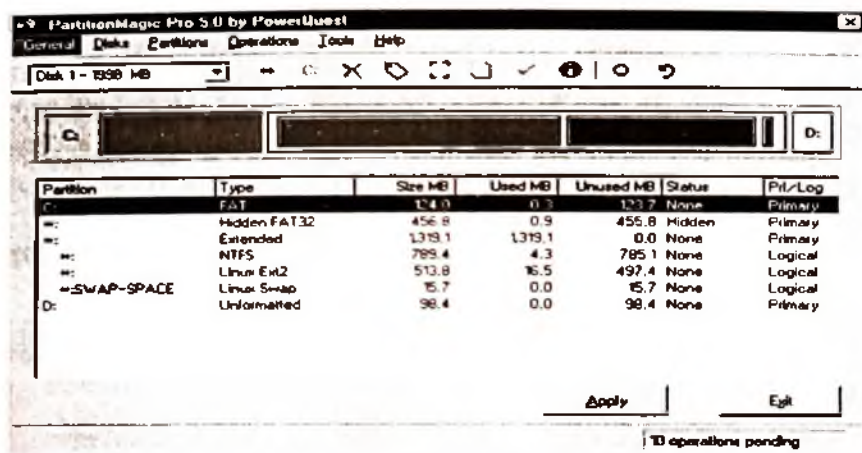 PartitionMagic Pro 5.0 by PowerQuest
General Disks Partitions Operations Tools Help
Disk 1 - 1998 MB C:
C: D:
Partition Type Size MB Used MB Unused MB Status Pri/Log
C: FAT 124.0 0.3 123.7 None Primary
*: Hidden FAT32 456.8 0.9 455.8 Hidden Primary
*: Extended 1,319.1 1,319.1 0.0 None Primary
*: NTFS 789.4 4.3 785.1 None Logical
*: Linux Ext2 513.8 16.5 497.4 None Logical
*:SWAP-SPACE Linux Swap 15.7 0.0 15.7 None Logical
D: Unformatted 98.4 0.0 98.4 None Primary
Apply Exit
10 operations pending